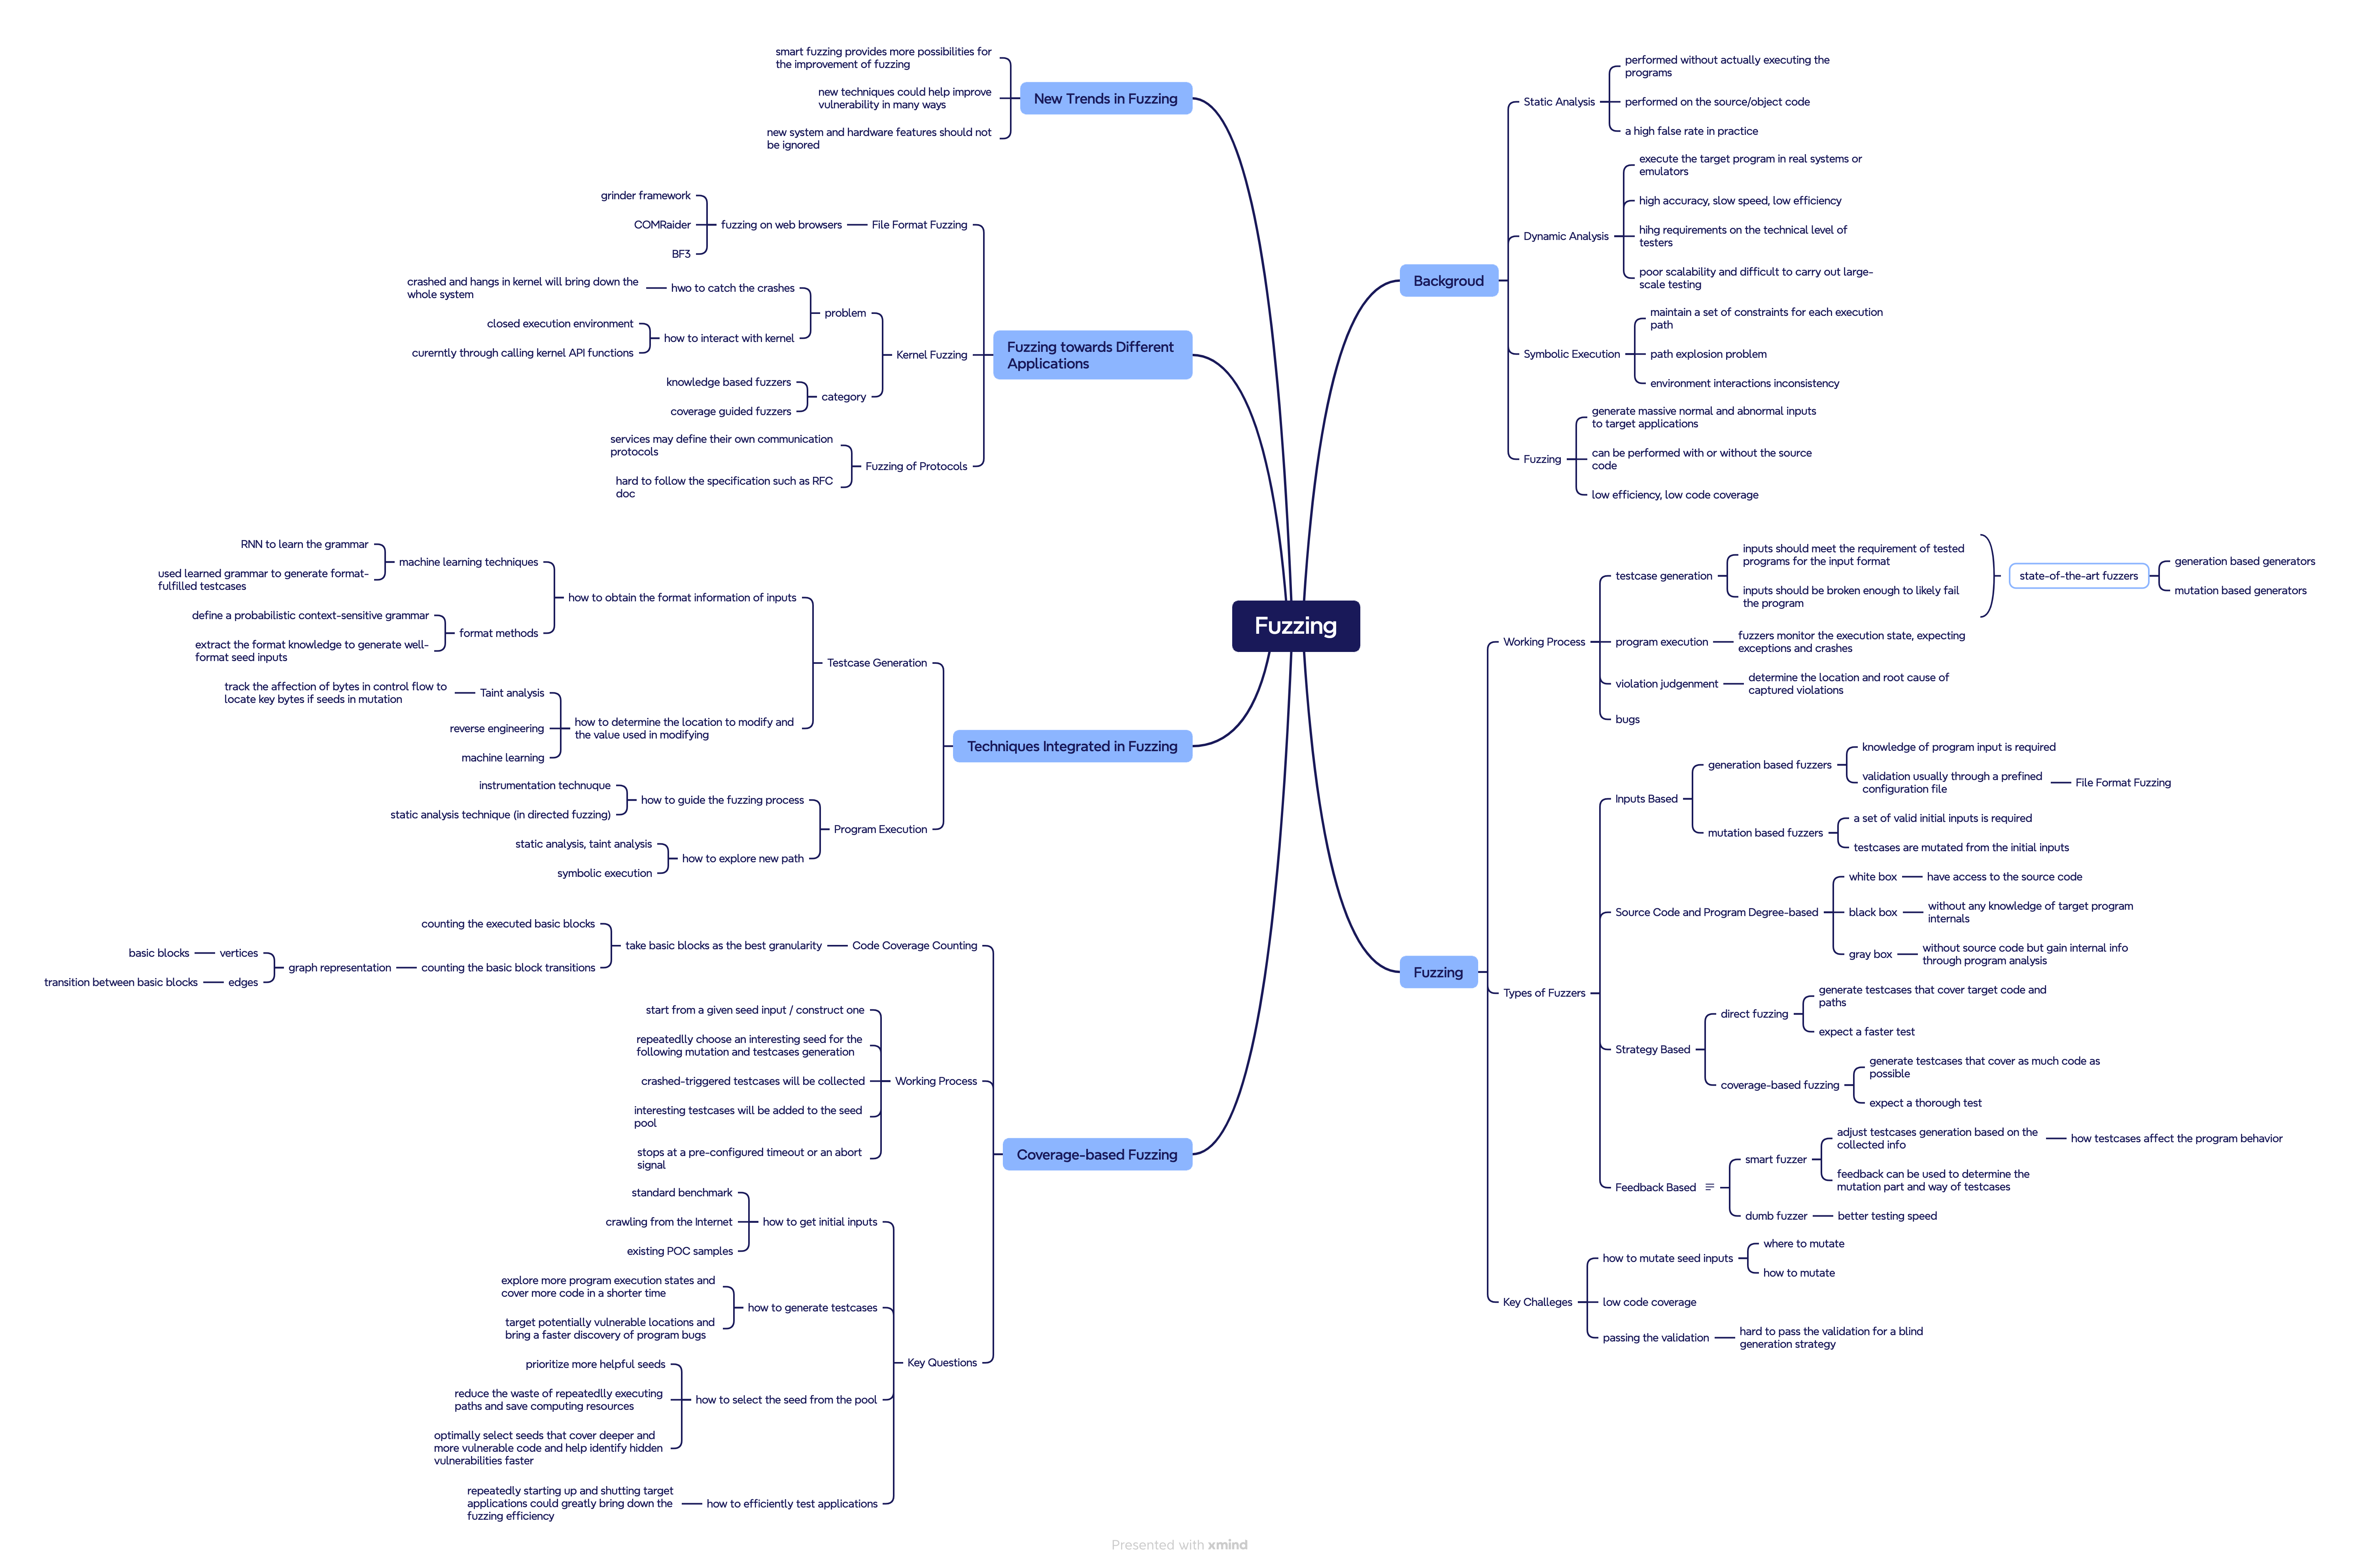 Fuzzing
Backgroud
Static Analysis
performed without actually executing the
programs
performed on the source/object code
a high false rate in practice
Dynamic Analysis
execute the target program in real systems or
emulators
high accuracy, slow speed, low efficiency
hihg requirements on the technical level of
testers
poor scalability and difficult to carry out large-
scale testing
Symbolic Execution
maintain a set of constraints for each execution
path
path explosion problem
environment interactions inconsistency
Fuzzing
generate massive normal and abnormal inputs
to target applications
can be performed with or without the source
code
low efficiency, low code coverage
Fuzzing
Working Process
testcase generation
inputs should meet the requirement of tested
programs for the input format
inputs should be broken enough to likely fail
the program
state-of-the-art fuzzers
generation based generators
mutation based generators
program execution
fuzzers monitor the execution state, expecting
exceptions and crashes
violation judgenment
determine the location and root cause of
captured violations
bugs
Types of Fuzzers
Inputs Based
generation based fuzzers
knowledge of program input is required
validation usually through a prefined
configuration file
File Format Fuzzing
mutation based fuzzers
a set of valid initial inputs is required
testcases are mutated from the initial inputs
Source Code and Program Degree-based
white box
have access to the source code
black box
without any knowledge of target program
internals
gray box
without source code but gain internal info
through program analysis
Strategy Based
direct fuzzing
generate testcases that cover target code and
paths
expect a faster test
coverage-based fuzzing
generate testcases that cover as much code as
possible
expect a thorough test
Feedback Based
smart fuzzer
adjust testcases generation based on the
collected info
how testcases affect the program behavior
feedback can be used to determine the
mutation part and way of testcases
dumb fuzzer
better testing speed
Key Challeges
how to mutate seed inputs
where to mutate
how to mutate
low code coverage
passing the validation
hard to pass the validation for a blind
generation strategy
New Trends in Fuzzing
smart fuzzing provides more possibilities for
the improvement of fuzzing
new techniques could help improve
vulnerability in many ways
new system and hardware features should not
be ignored
Fuzzing towards Different
Applications
File Format Fuzzing
fuzzing on web browsers
grinder framework
COMRaider
BF3
Kernel Fuzzing
problem
hwo to catch the crashes
crashed and hangs in kernel will bring down the
whole system
how to interact with kernel
closed execution environment
curerntly through calling kernel API functions
category
knowledge based fuzzers
coverage guided fuzzers
Fuzzing of Protocols
services may define their own communication
protocols
hard to follow the specification such as RFC
doc
Techniques Integrated in Fuzzing
Testcase Generation
how to obtain the format information of inputs
machine learning techniques
RNN to learn the grammar
used learned grammar to generate format-
fulfilled testcases
format methods
define a probabilistic context-sensitive grammar
extract the format knowledge to generate well-
format seed inputs
how to determine the location to modify and
the value used in modifying
Taint analysis
track the affection of bytes in control flow to
locate key bytes if seeds in mutation
reverse engineering
machine learning
Program Execution
how to guide the fuzzing process
instrumentation technuque
static analysis technique (in directed fuzzing)
how to explore new path
static analysis, taint analysis
symbolic execution
Coverage-based Fuzzing
Code Coverage Counting
take basic blocks as the best granularity
counting the executed basic blocks
counting the basic block transitions
graph representation
vertices
basic blocks
edges
transition between basic blocks
Working Process
start from a given seed input / construct one
repeatedlly choose an interesting seed for the
following mutation and testcases generation
crashed-triggered testcases will be collected
interesting testcases will be added to the seed
pool
stops at a pre-configured timeout or an abort
signal
Key Questions
how to get initial inputs
standard benchmark
crawling from the Internet
existing POC samples
how to generate testcases
explore more program execution states and
cover more code in a shorter time
target potentially vulnerable locations and
bring a faster discovery of program bugs
how to select the seed from the pool
prioritize more helpful seeds
reduce the waste of repeatedlly executing
paths and save computing resources
optimally select seeds that cover deeper and
more vulnerable code and help identify hidden
vulnerabilities faster
how to efficiently test applications
repeatedly starting up and shutting target
applications could greatly bring down the
fuzzing efficiency
Presented with xmind